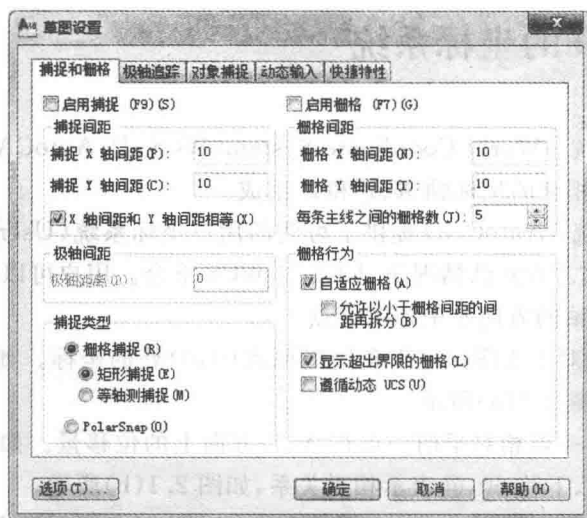 草图设置
捕捉和栅格 极轴追踪 对象捕捉 动态输入 快捷特性
启用捕捉 (F9)(S)
捕捉间距
捕捉 X 轴间距(P): 10
捕捉 Y 轴间距(C): 10
X 轴间距和 Y 轴间距相等(X)
极轴间距
极轴距离(D): 0
捕捉类型
栅格捕捉(R)
矩形捕捉(E)
等轴测捕捉(M)
PolarSnap(O)
启用栅格 (F7)(G)
栅格间距
栅格 X 轴间距(N): 10
栅格 Y 轴间距(I): 10
每条主线之间的栅格数(J): 5
栅格行为
自适应栅格(A)
允许以小于栅格间距的间
距再拆分(B)
显示超出界限的栅格(L)
遵循动态 UCS(U)
选项(T)... 确定 取消 帮助(H)
如图2.1(b)